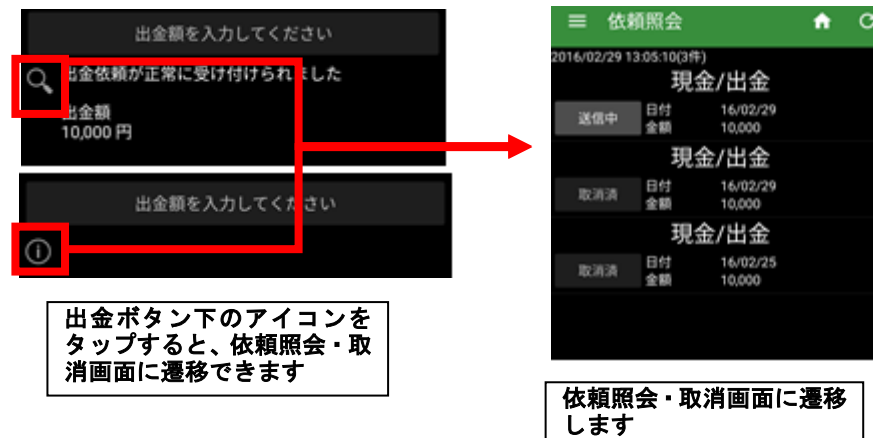 出金額を入力してください
出金依頼が正常に受け付けられました
出金額
10,000 円
出金額を入力してください
出金ボタン下のアイコンを
タップすると、依頼照会・取
消画面に遷移できます
依頼照会
2016/02/29 13:05:10(3件)
現金/出金
送信中 日付 16/02/29
金額 10,000
現金/出金
取消済 日付 16/02/29
金額 10,000
現金/出金
取消済 日付 16/02/25
金額 10,000
依頼照会・取消画面に遷移
します